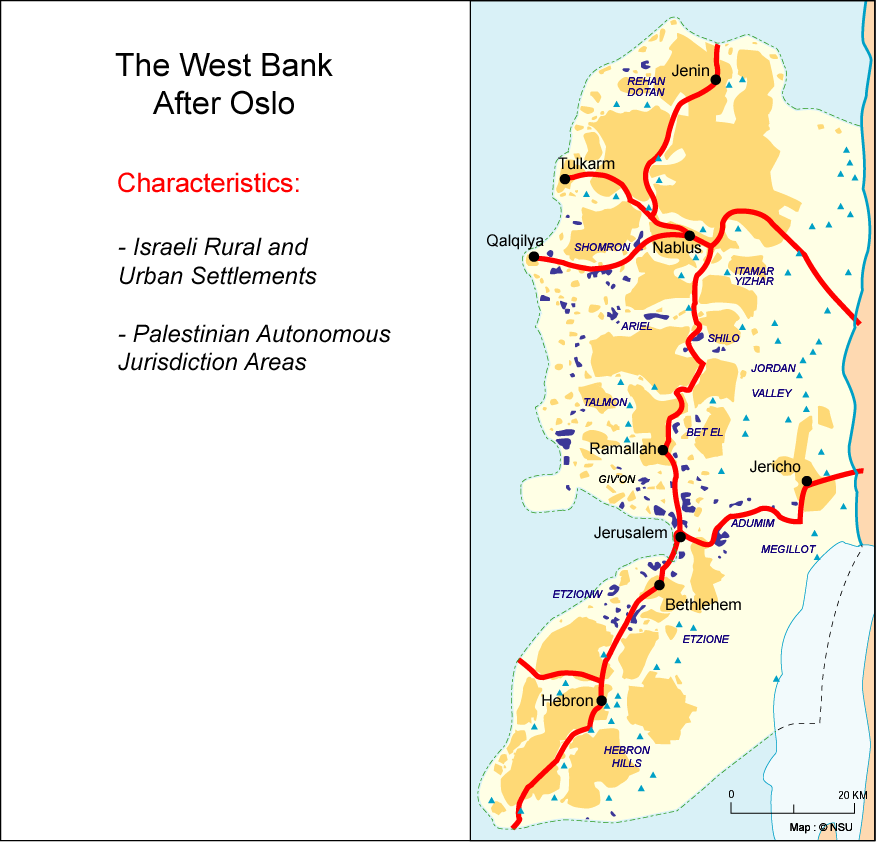 The West Bank
After Oslo
Characteristics:
- Israeli Rural and
Urban Settlements
- Palestinian Autonomous
Jurisdiction Areas
REHAN
DOTAN
Jenin
Tulkarm
Qalqilya
SHOMRON
Nablus
ITAMAR
YIZHAR
ARIEL
SHILO
JORDAN
VALLEY
TALMON
BET EL
Ramallah
Jericho
GIV'ON
Jerusalem
ADUMIM
MEGILLOT
ETZIONW
Bethlehem
ETZIONE
Hebron
HEBRON
HILLS
0
20 KM
Map : © NSU